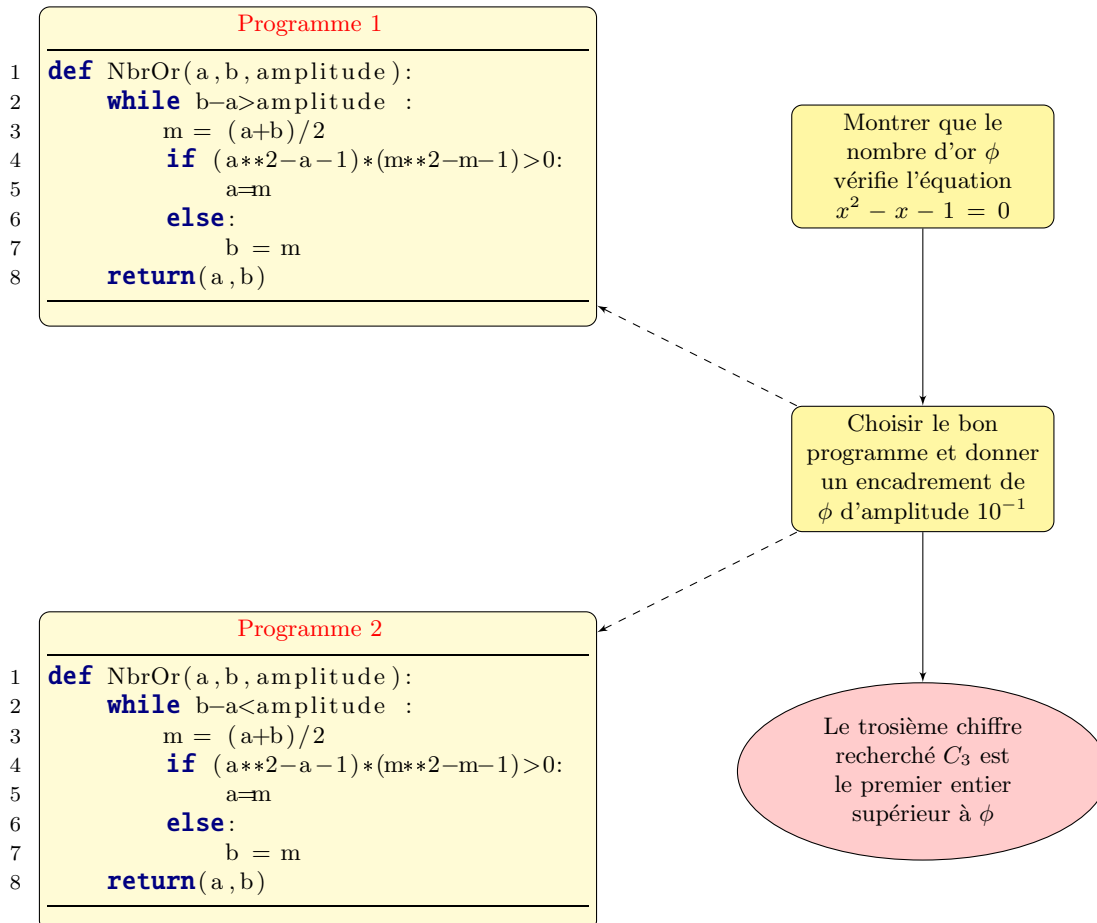 Programme 1
1 def NbrOr(a,b,amplitude):
2 while b-a>amplitude :
3 m = (a+b)/2
4 if (a**2-a-1)*(m**2-m-1)>0:
5 a=m
6 else:
7 b = m
8 return(a,b)
Montrer que le
nombre d'or ϕ
vérifie l'équation
x² − x − 1 = 0
Choisir le bon
programme et donner
un encadrement de
ϕ d'amplitude 10⁻¹
Programme 2
1 def NbrOr(a,b,amplitude):
2 while b-a<amplitude :
3 m = (a+b)/2
4 if (a**2-a-1)*(m**2-m-1)>0:
5 a=m
6 else:
7 b = m
8 return(a,b)
Le trosième chiffre
recherché C₃ est
le premier entier
supérieur à ϕ